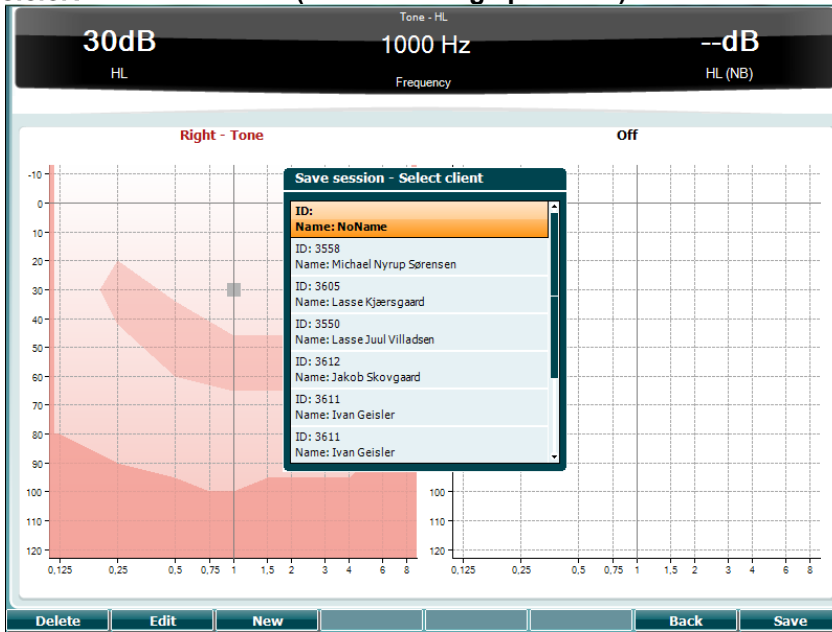 Tone - HL
30dB
1000 Hz
--dB
HL
Frequency
HL (NB)
Right - Tone
Off
Save session - Select client
ID:
Name: NoName
ID: 3558
Name: Michael Nyrup Sørensen
ID: 3605
Name: Lasse Kjærsgaard
ID: 3550
Name: Lasse Juul Villadsen
ID: 3612
Name: Jakob Skovgaard
ID: 3611
Name: Ivan Geisler
ID: 3611
Name: Ivan Geisler
-10
0
10
20
30
40
50
60
70
80
90
100
110
120
0,125 0,25 0,5 0,75 1 1,5 2 3 4 6 8
100
110
120
0,125 0,25 0,5 0,75 1 1,5 2 3 4 6 8
Delete Edit New Back Save